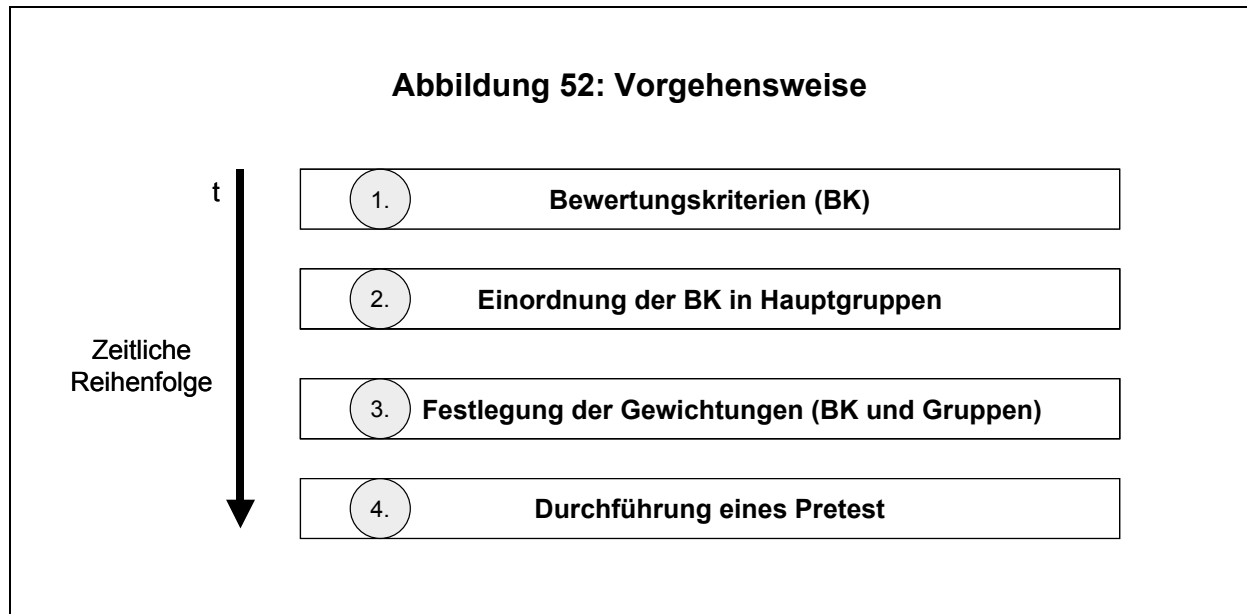 Abbildung 52: Vorgehensweise
t
1. Bewertungskriterien (BK)
2. Einordnung der BK in Hauptgruppen
Zeitliche
Reihenfolge
3. Festlegung der Gewichtungen (BK und Gruppen)
4. Durchführung eines Pretest